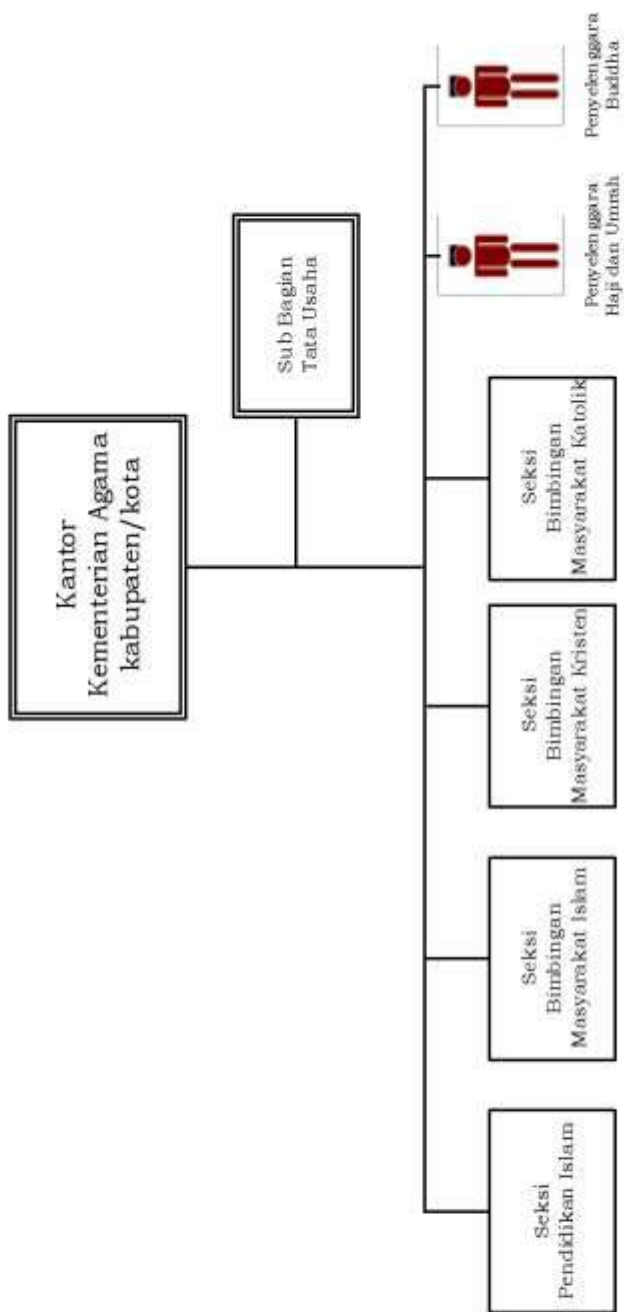 Kantor
Kementerian Agama
kabupaten/kota
Sub Bagian
Tata Usaha
Seksi
Pendidikan Islam
Seksi
Bimbingan
Masyarakat Islam
Seksi
Bimbingan
Masyarakat Kristen
Seksi
Bimbingan
Masyarakat Katolik
Penyelenggara
Haji dan Umrah
Penyelenggara
Buddha